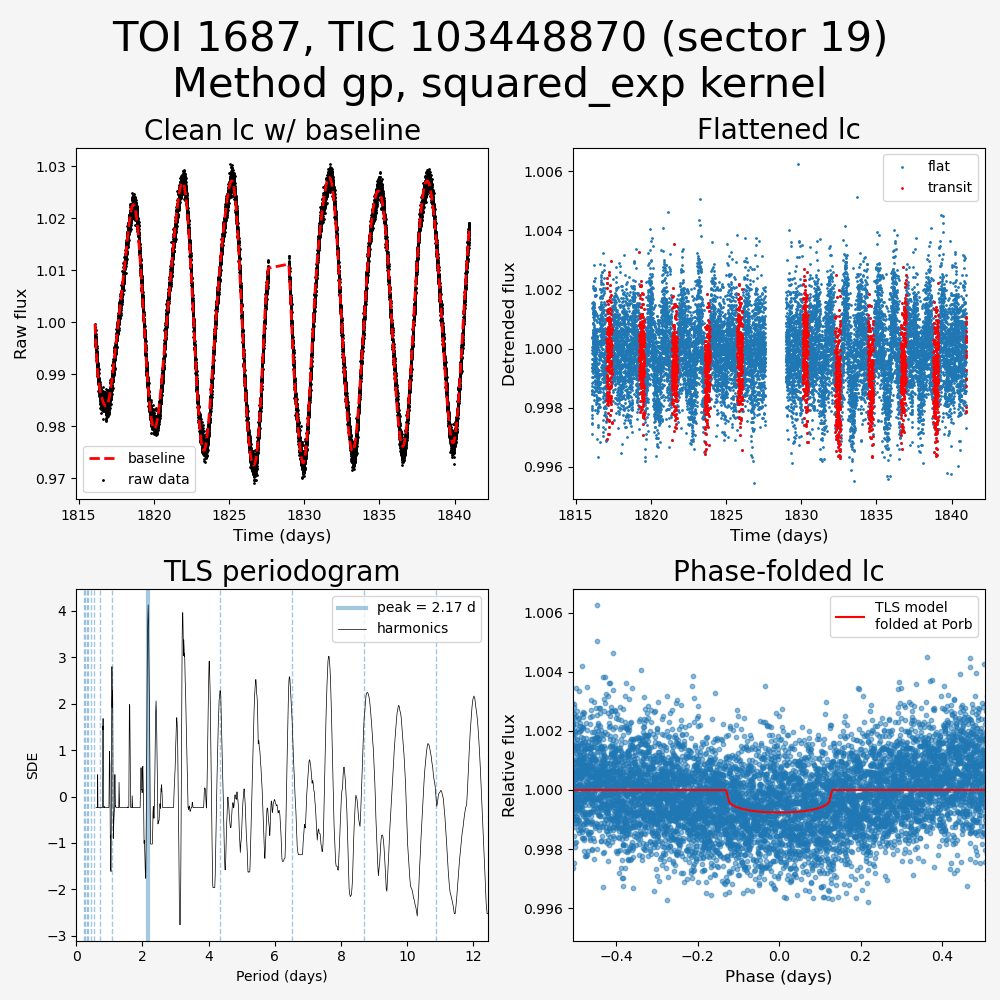 TOI 1687, TIC 103448870 (sector 19)
Method gp, squared_exp kernel
Clean lc w/ baseline
Raw flux
1.03
1.02
1.01
1.00
0.99
0.98
0.97
baseline
raw data
1815
1820
1825
1830
1835
1840
Time (days)
Flattened lc
Detrended flux
1.006
1.004
1.002
1.000
0.998
0.996
flat
transit
1815
1820
1825
1830
1835
1840
Time (days)
TLS periodogram
SDE
4
3
2
1
0
−1
−2
−3
peak = 2.17 d
harmonics
0
2
4
6
8
10
12
Period (days)
Phase-folded lc
Relative flux
1.006
1.004
1.002
1.000
0.998
0.996
TLS model
folded at Porb
−0.4
−0.2
0.0
0.2
0.4
Phase (days)